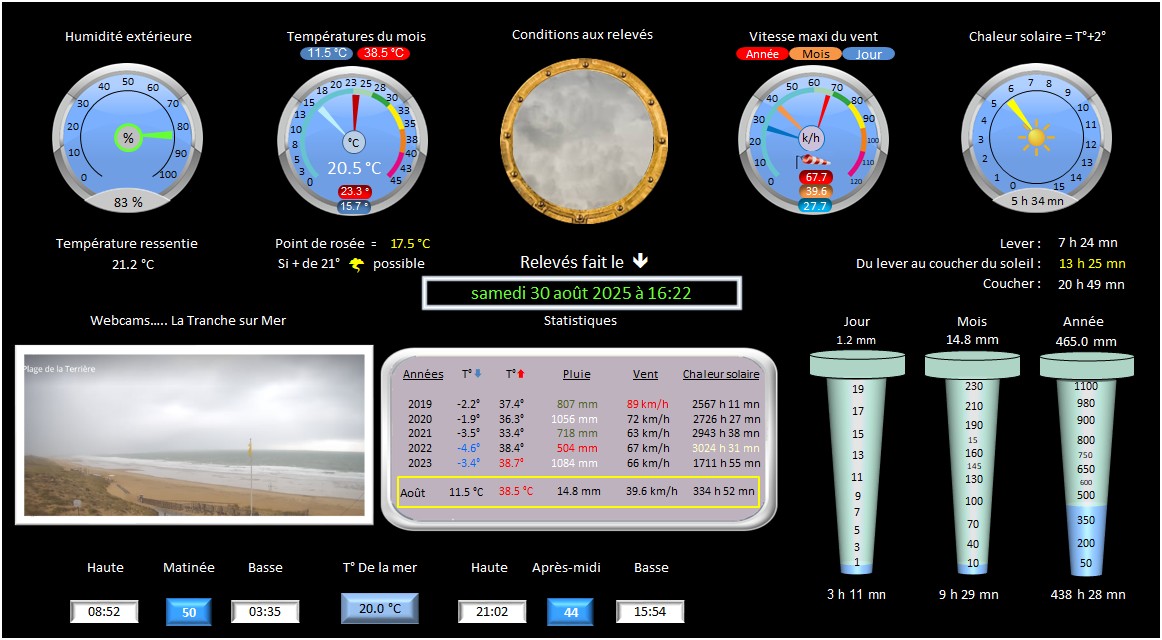 Humidité extérieure
Températures du mois
11.5 °C 38.5 °C
Conditions aux relevés
Vitesse maxi du vent
Année Mois Jour
Chaleur solaire = T°+2°
0 10 20 30 40 50 60 70 80 90 100
%
83 %
0 3 5 8 10 13 15 18 20 23 25 28 30 33 35 38 40 43 45
°C
20.5 °C
23.3 °
15.7 °
0 10 20 30 40 50 60 70 80 90 100 110 120
k/h
67.7
39.6
27.7
0 1 2 3 4 5 6 7 8 9 10 11 12 13 14 15
5 h 34 mn
Température ressentie
21.2 °C
Point de rosée = 17.5 °C
Si + de 21° possible
Relevés fait le
samedi 30 août 2025 à 16:22
Lever : 7 h 24 mn
Du lever au coucher du soleil : 13 h 25 mn
Coucher : 20 h 49 mn
Webcams..... La Tranche sur Mer
Plage de la Terrière
Statistiques
Années T° T° Pluie Vent Chaleur solaire
2019 -2.2° 37.4° 807 mm 89 km/h 2567 h 11 mn
2020 -1.9° 36.3° 1056 mm 72 km/h 2726 h 27 mn
2021 -3.5° 33.4° 718 mm 63 km/h 2943 h 38 mn
2022 -4.6° 38.4° 504 mm 67 km/h 3024 h 31 mn
2023 -3.4° 38.7° 1084 mm 66 km/h 1711 h 55 mn
Août 11.5 °C 38.5 °C 14.8 mm 39.6 km/h 334 h 52 mn
Jour
1.2 mm
19
17
15
13
11
9
7
5
3
1
3 h 11 mn
Mois
14.8 mm
230
210
190
15
160
145
130
100
70
40
10
9 h 29 mn
Année
465.0 mm
1100
980
900
800
750
650
600
500
350
200
50
438 h 28 mn
Haute Matinée Basse T° De la mer Haute Après-midi Basse
08:52 50 03:35 20.0 °C 21:02 44 15:54